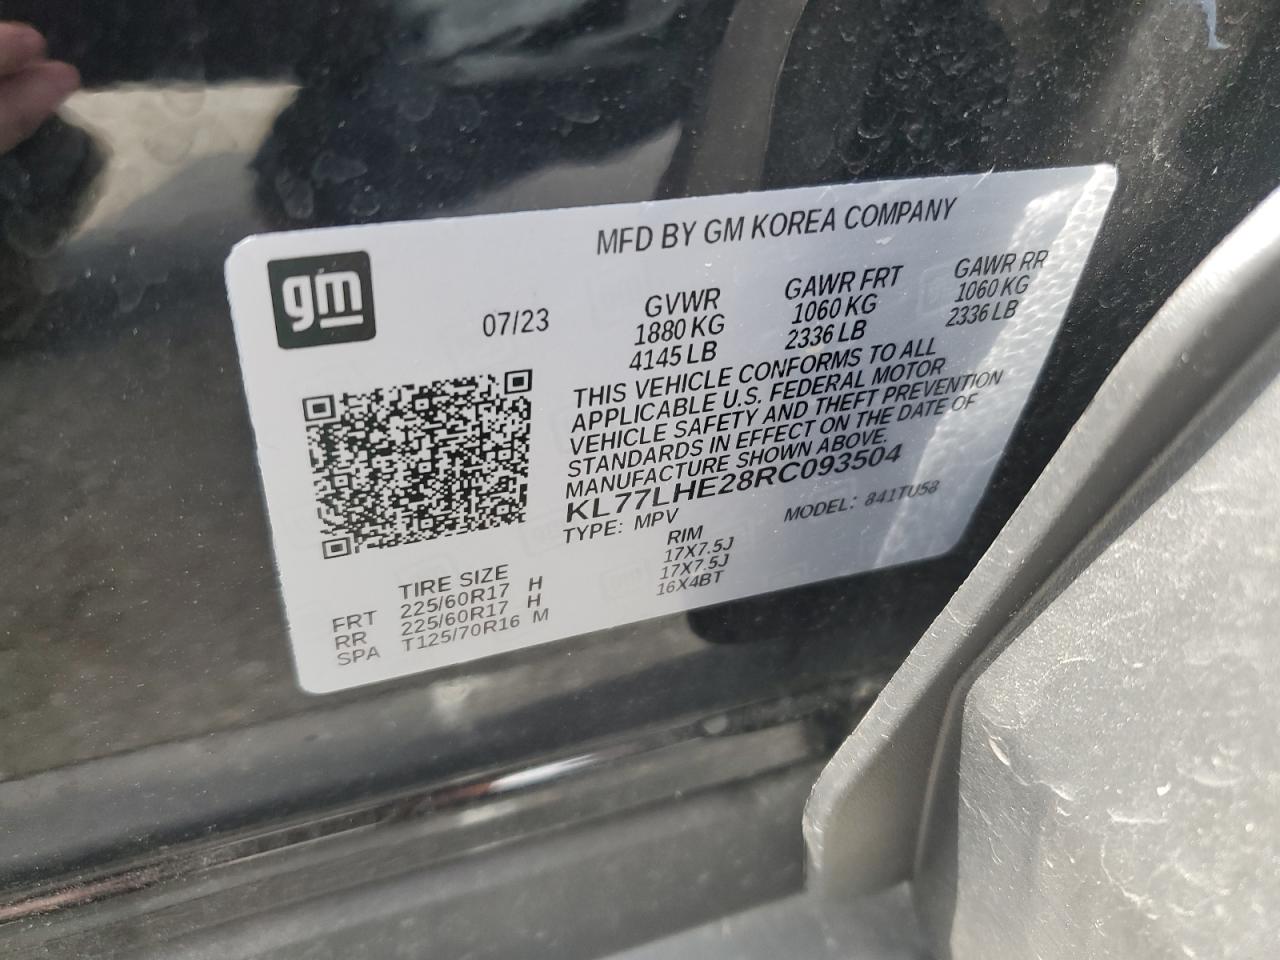 MFD BY GM KOREA COMPANY
gm
07/23
GVWR
1880 KG
4145 LB
GAWR FRT
1060 KG
2336 LB
GAWR RR
1060 KG
2336 LB
THIS VEHICLE CONFORMS TO ALL
APPLICABLE U.S. FEDERAL MOTOR
VEHICLE SAFETY AND THEFT PREVENTION
STANDARDS IN EFFECT ON THE DATE OF
MANUFACTURE SHOWN ABOVE.
KL77LHE28RC093504
TYPE: MPV
MODEL: 841TU58
TIRE SIZE RIM
FRT 225/60R17 H 17X7.5J
RR 225/60R17 H 17X7.5J
SPA T125/70R16 M 16X4BT